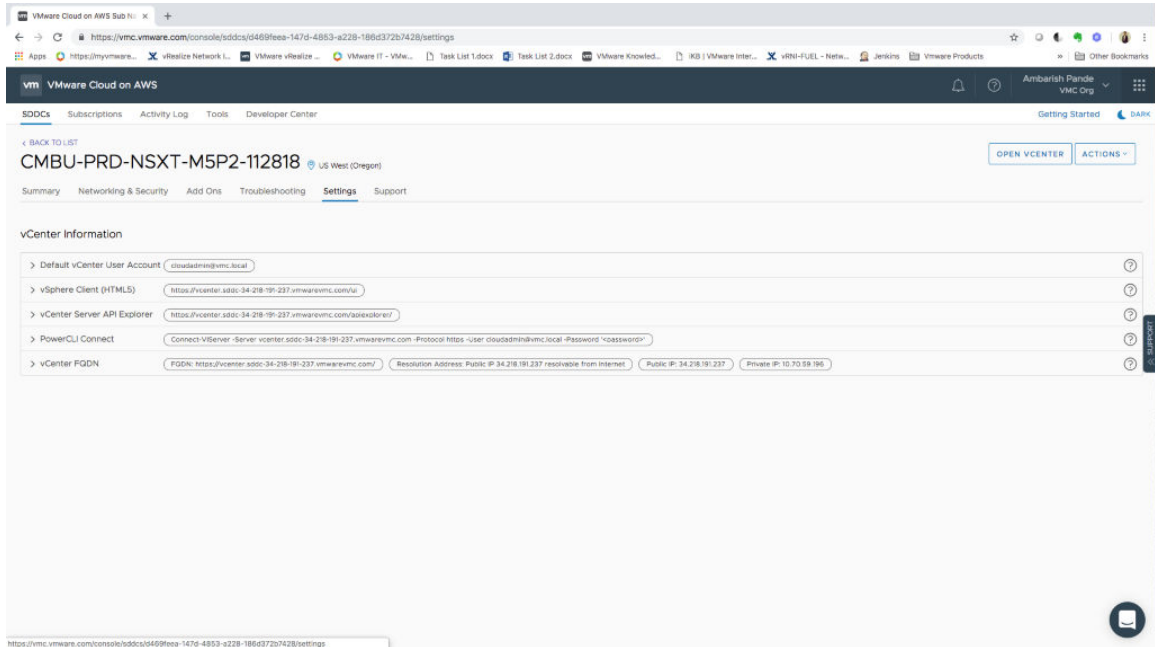 VMware Cloud on AWS Sub Na
https://vmc.vmware.com/console/sddcs/d469feea-147d-4853-a228-186d372b7428/settings
Apps https://myvmware... vRealize Network I... VMware vRealize ... VMware IT - VMw... Task List 1.docx Task List 2.docx VMware Knowled... IKB | VMware Inter... vRNI-FUEL - Netw... Jenkins Vmware Products » Other Bookmarks
vm VMware Cloud on AWS Ambarish Pande
VMC Org
SDDCs Subscriptions Activity Log Tools Developer Center Getting Started DARK
< BACK TO LIST
CMBU-PRD-NSXT-M5P2-112818 US West (Oregon) OPEN VCENTER ACTIONS
Summary Networking & Security Add Ons Troubleshooting Settings Support
vCenter Information
> Default vCenter User Account cloudadmin@vmc.local
> vSphere Client (HTML5) https://vcenter.sddc-34-218-191-237.vmwarevmc.com/ui
> vCenter Server API Explorer https://vcenter.sddc-34-218-191-237.vmwarevmc.com/apiexplorer/
> PowerCLI Connect Connect-VIServer -Server vcenter.sddc-34-218-191-237.vmwarevmc.com -Protocol https -User cloudadmin@vmc.local -Password '<password>'
> vCenter FQDN FQDN: https://vcenter.sddc-34-218-191-237.vmwarevmc.com/ Resolution Address: Public IP 34.218.191.237 resolvable from internet Public IP: 34.218.191.237 Private IP: 10.70.59.196
SUPPORT
https://vmc.vmware.com/console/sddcs/d469feea-147d-4853-a228-186d372b7428/settings